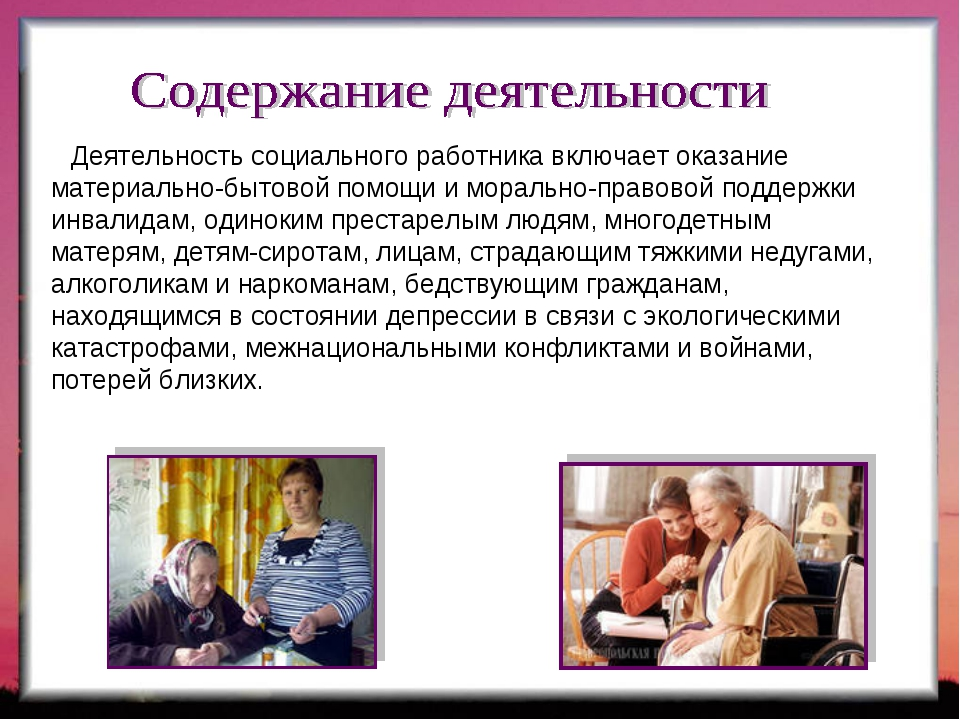 Содержание деятельности
Деятельность социального работника включает оказание
материально-бытовой помощи и морально-правовой поддержки
инвалидам, одиноким престарелым людям, многодетным
матерям, детям-сиротам, лицам, страдающим тяжкими недугами,
алкоголикам и наркоманам, бедствующим гражданам,
находящимся в состоянии депрессии в связи с экологическими
катастрофами, межнациональными конфликтами и войнами,
потерей близких.